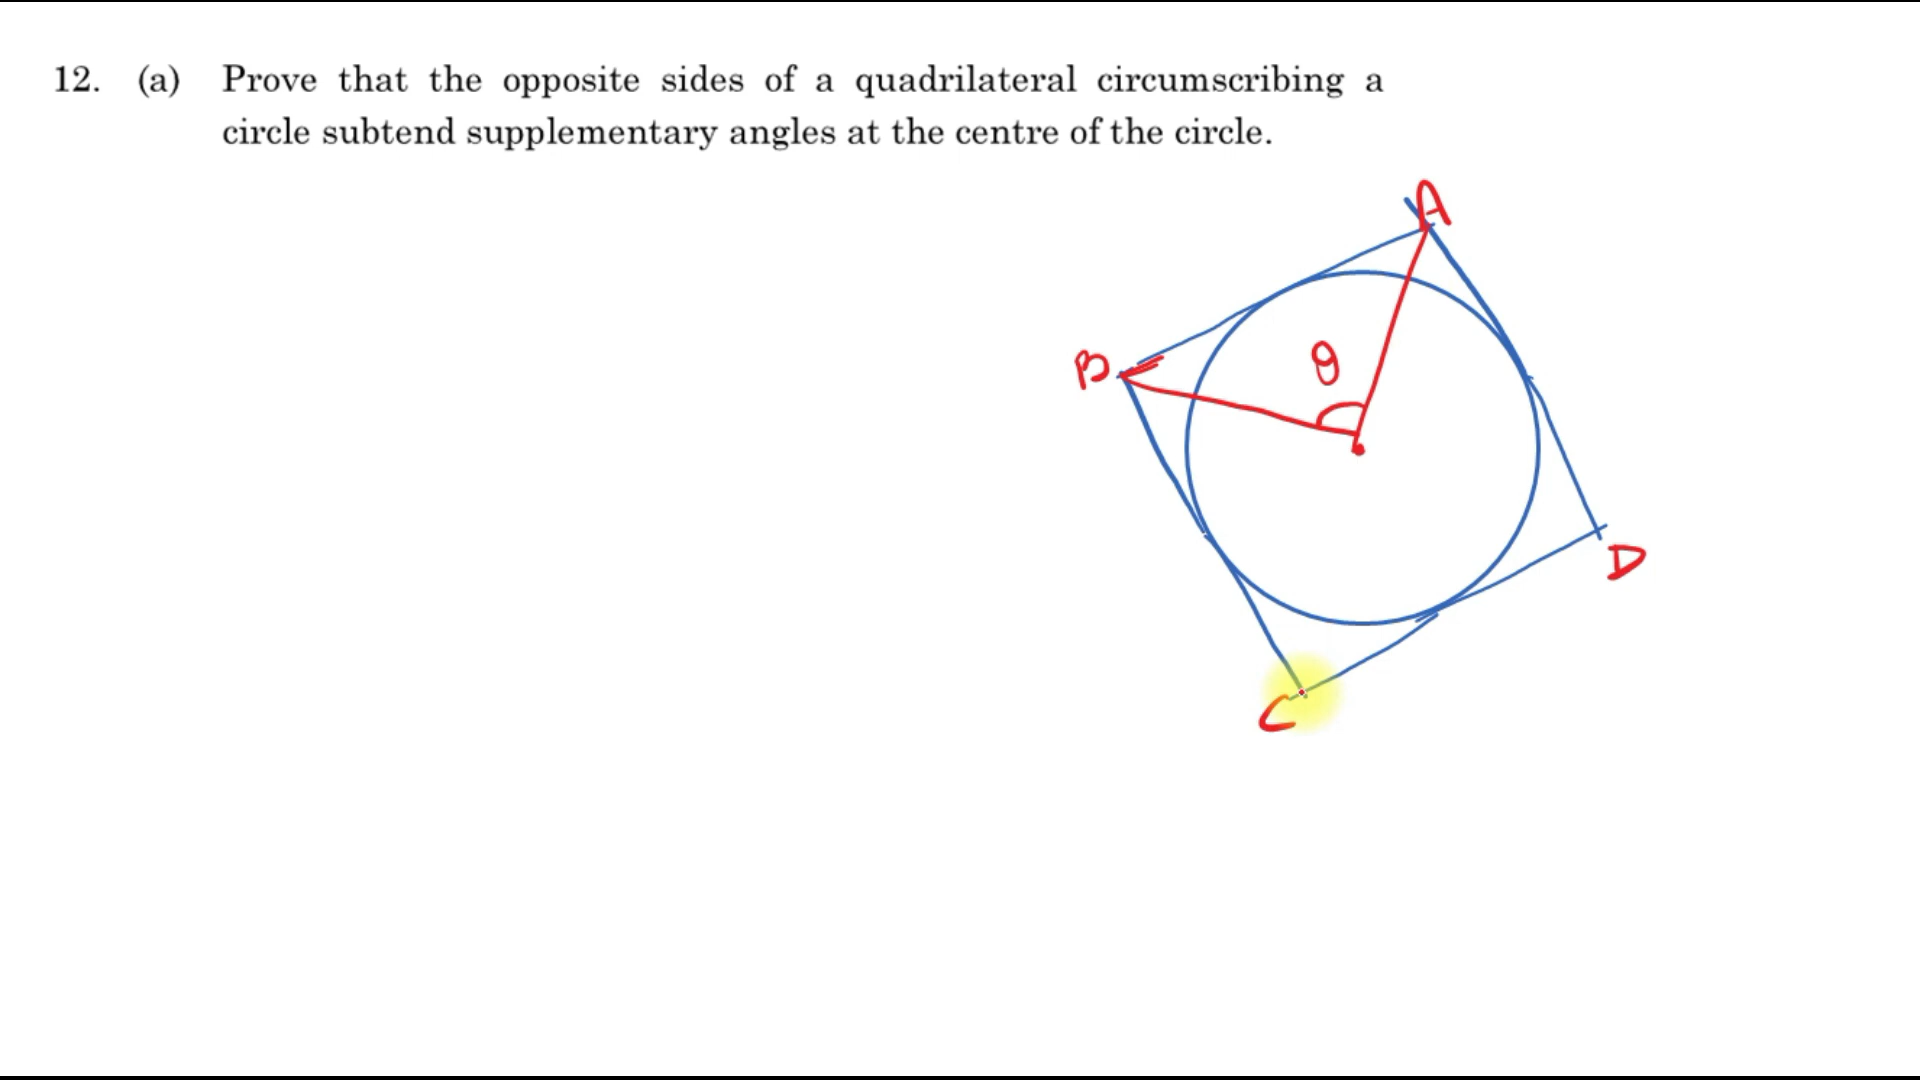 12. (a) Prove that the opposite sides of a quadrilateral circumscribing a
circle subtend supplementary angles at the centre of the circle.
A
B
θ
D
C